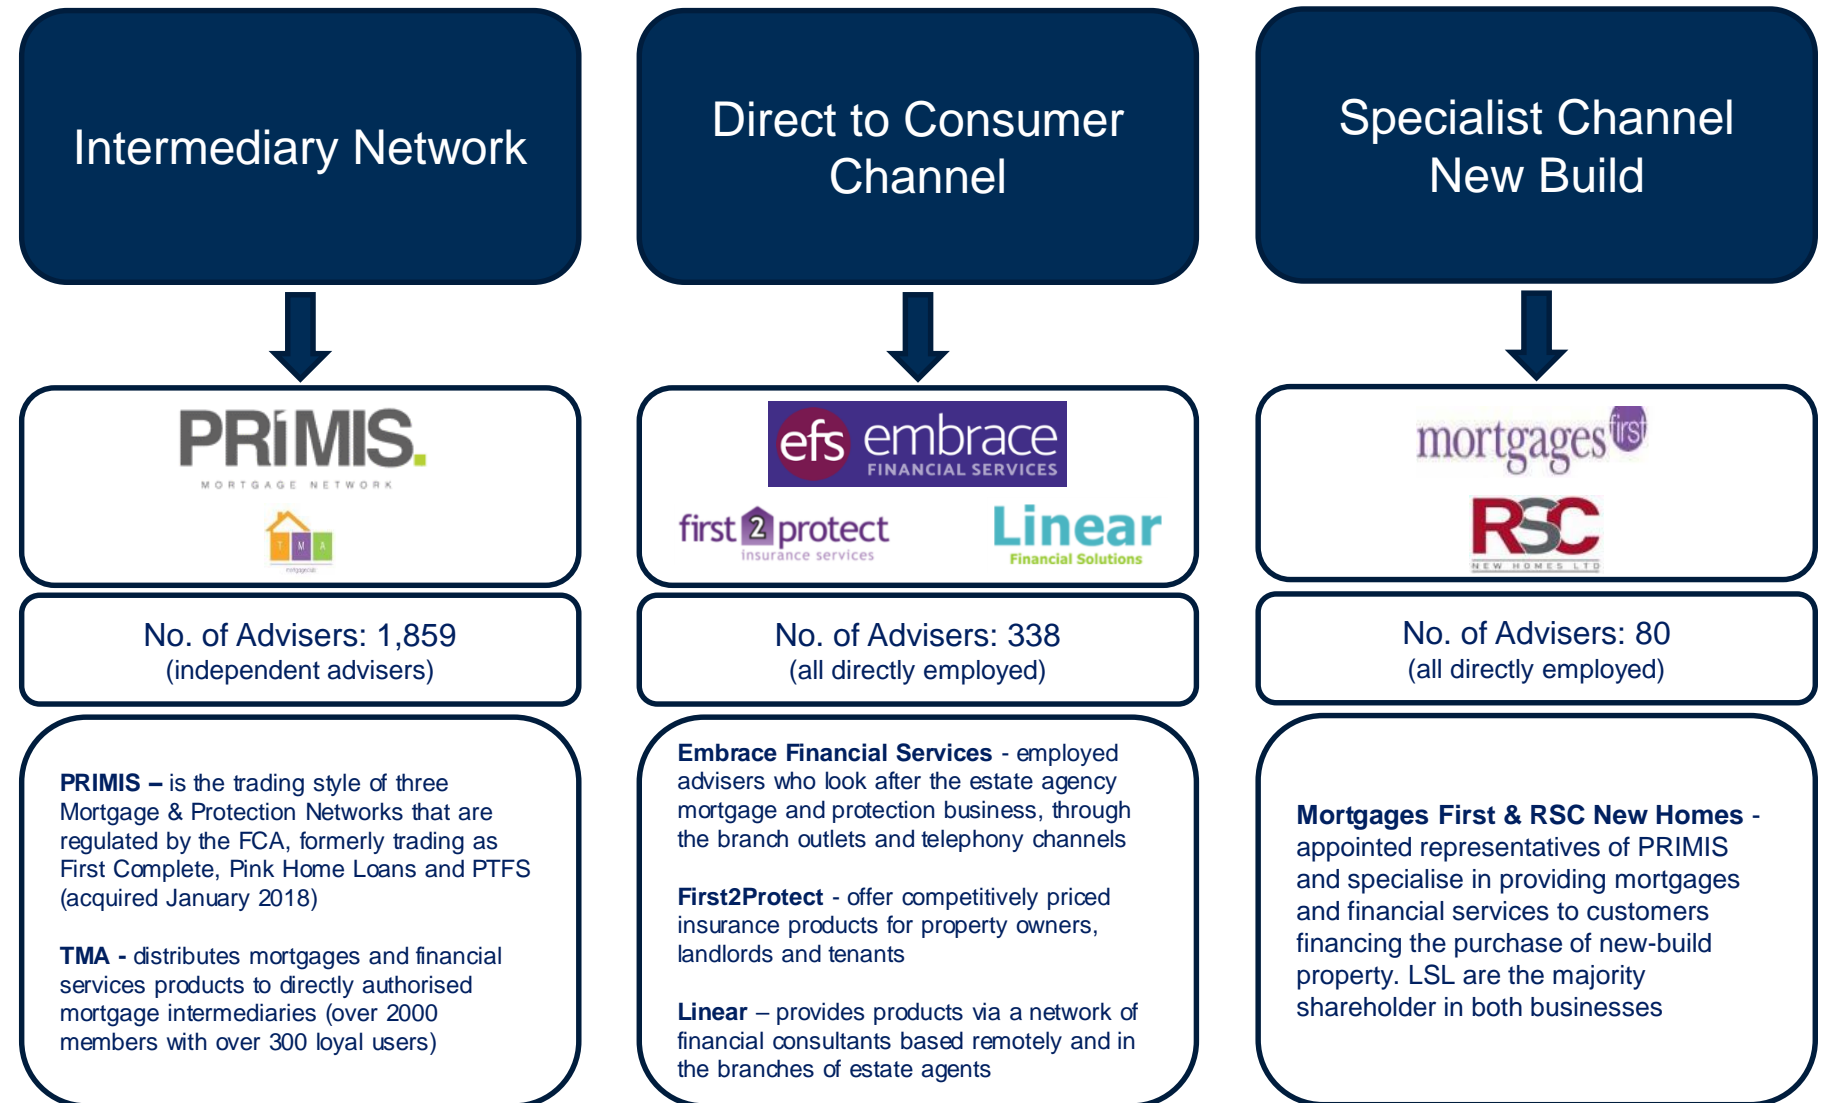 Intermediary Network
PRIMIS.
MORTGAGE NETWORK
T M A
mortgage club
No. of Advisers: 1,859
(independent advisers)
PRIMIS – is the trading style of three
Mortgage & Protection Networks that are
regulated by the FCA, formerly trading as
First Complete, Pink Home Loans and PTFS
(acquired January 2018)
TMA - distributes mortgages and financial
services products to directly authorised
mortgage intermediaries (over 2000
members with over 300 loyal users)
Direct to Consumer
Channel
efs embrace
FINANCIAL SERVICES
first 2 protect
insurance services
Linear
Financial Solutions
No. of Advisers: 338
(all directly employed)
Embrace Financial Services - employed
advisers who look after the estate agency
mortgage and protection business, through
the branch outlets and telephony channels
First2Protect - offer competitively priced
insurance products for property owners,
landlords and tenants
Linear – provides products via a network of
financial consultants based remotely and in
the branches of estate agents
Specialist Channel
New Build
mortgages first
RSC
NEW HOMES LTD
No. of Advisers: 80
(all directly employed)
Mortgages First & RSC New Homes -
appointed representatives of PRIMIS
and specialise in providing mortgages
and financial services to customers
financing the purchase of new-build
property. LSL are the majority
shareholder in both businesses